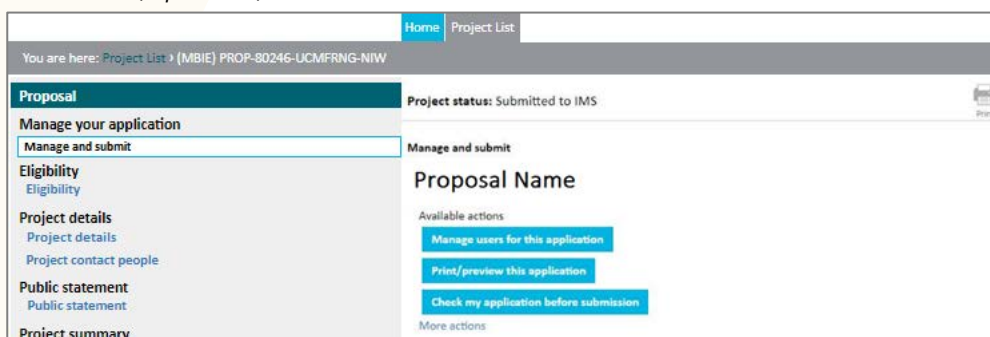 Home Project List
You are here: Project List › (MBIE) PROP-80246-UCMFRNG-NIW
Proposal
Manage your application
Manage and submit
Eligibility
Eligibility
Project details
Project details
Project contact people
Public statement
Public statement
Project summary
Project status: Submitted to IMS
Print
Manage and submit
Proposal Name
Available actions
Manage users for this application
Print/preview this application
Check my application before submission
More actions